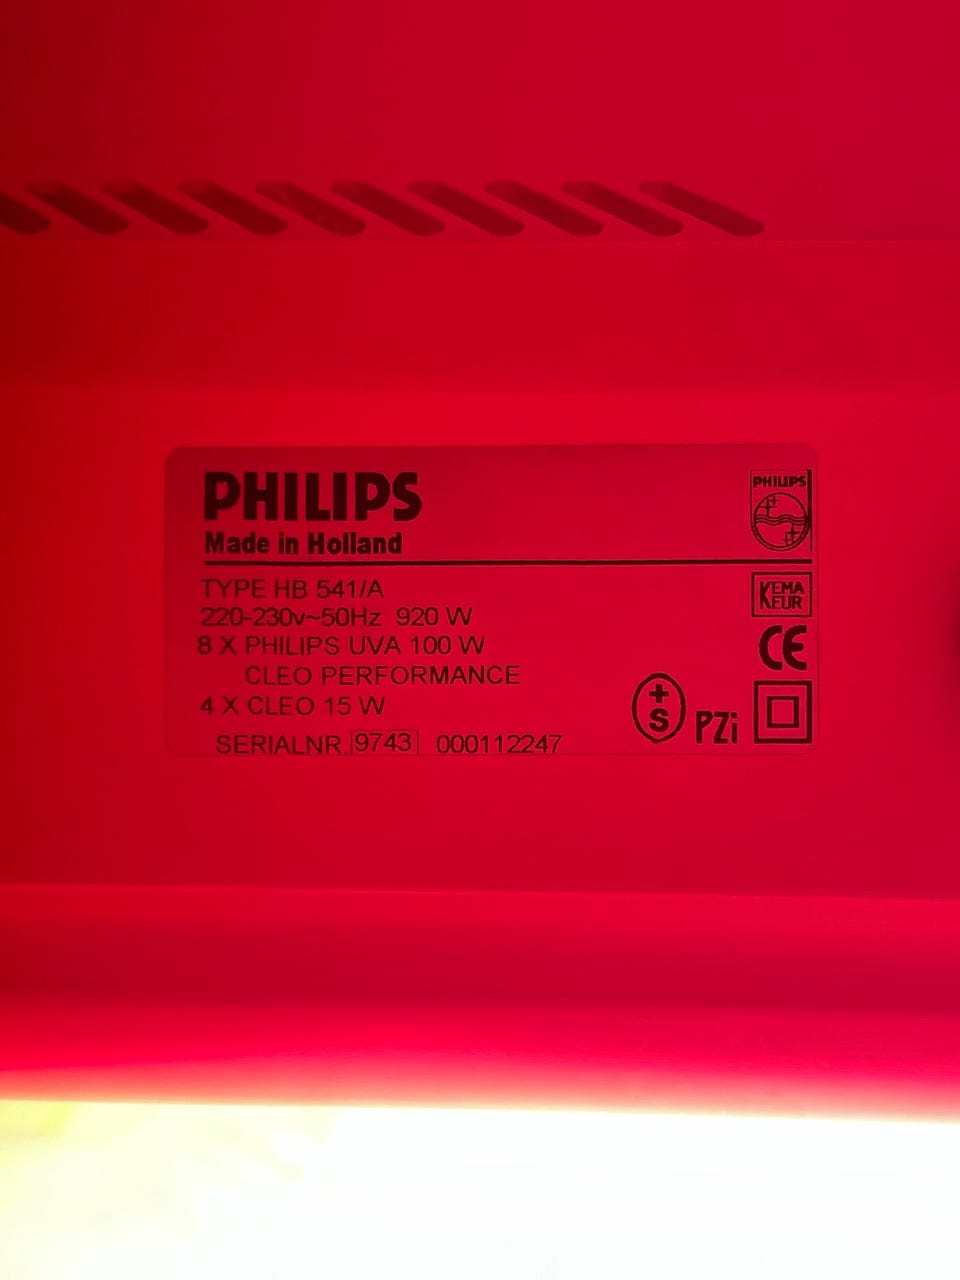 PHILIPS
Made in Holland
PHILIPS
TYPE HB 541/A
220-230v~50Hz 920 W
8 X PHILIPS UVA 100 W
CLEO PERFORMANCE
4 X CLEO 15 W
SERIALNR. 9743 000112247
KEMA
KEUR
CE
+
S
PZi